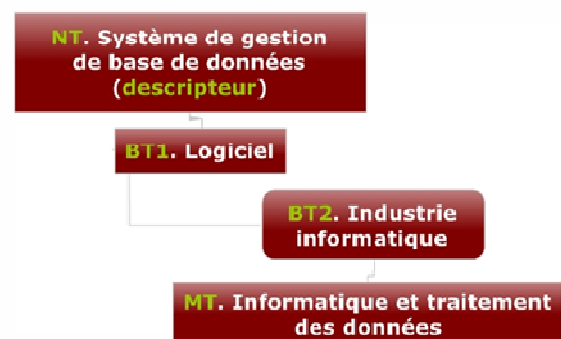 NT. Système de gestion
de base de données
(descripteur)
BT1. Logiciel
BT2. Industrie
informatique
MT. Informatique et traitement
des données